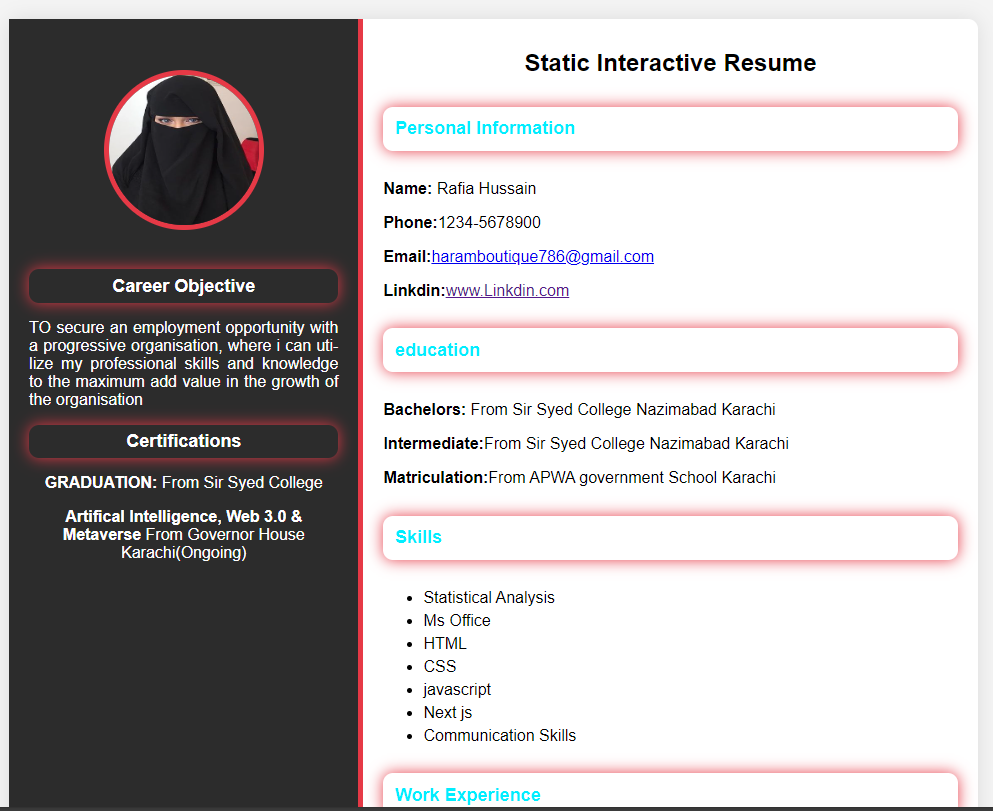 Career Objective
TO secure an employment opportunity with
a progressive organisation, where i can uti-
lize my professional skills and knowledge
to the maximum add value in the growth of
the organisation
Certifications
GRADUATION: From Sir Syed College
Artifical Intelligence, Web 3.0 &
Metaverse From Governor House
Karachi(Ongoing)
Static Interactive Resume
Personal Information
Name: Rafia Hussain
Phone:1234-5678900
Email:haramboutique786@gmail.com
Linkdin:www.Linkdin.com
education
Bachelors: From Sir Syed College Nazimabad Karachi
Intermediate:From Sir Syed College Nazimabad Karachi
Matriculation:From APWA government School Karachi
Skills
• Statistical Analysis
• Ms Office
• HTML
• CSS
• javascript
• Next js
• Communication Skills
Work Experience